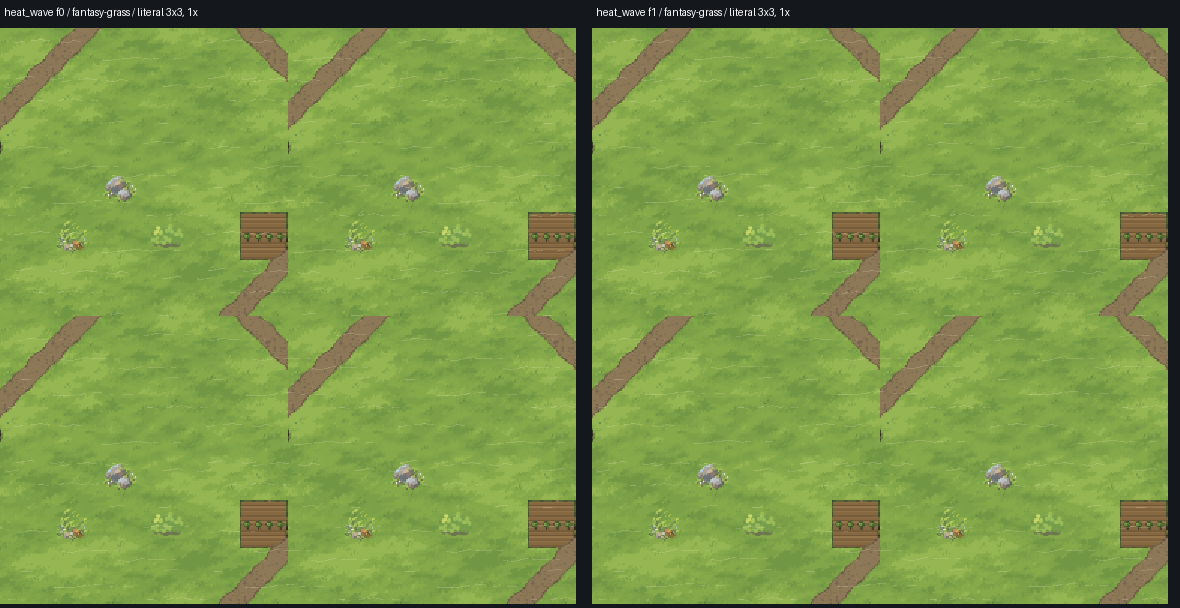 heat_wave f0 / fantasy-grass / literal 3x3, 1x
heat_wave f1 / fantasy-grass / literal 3x3, 1x